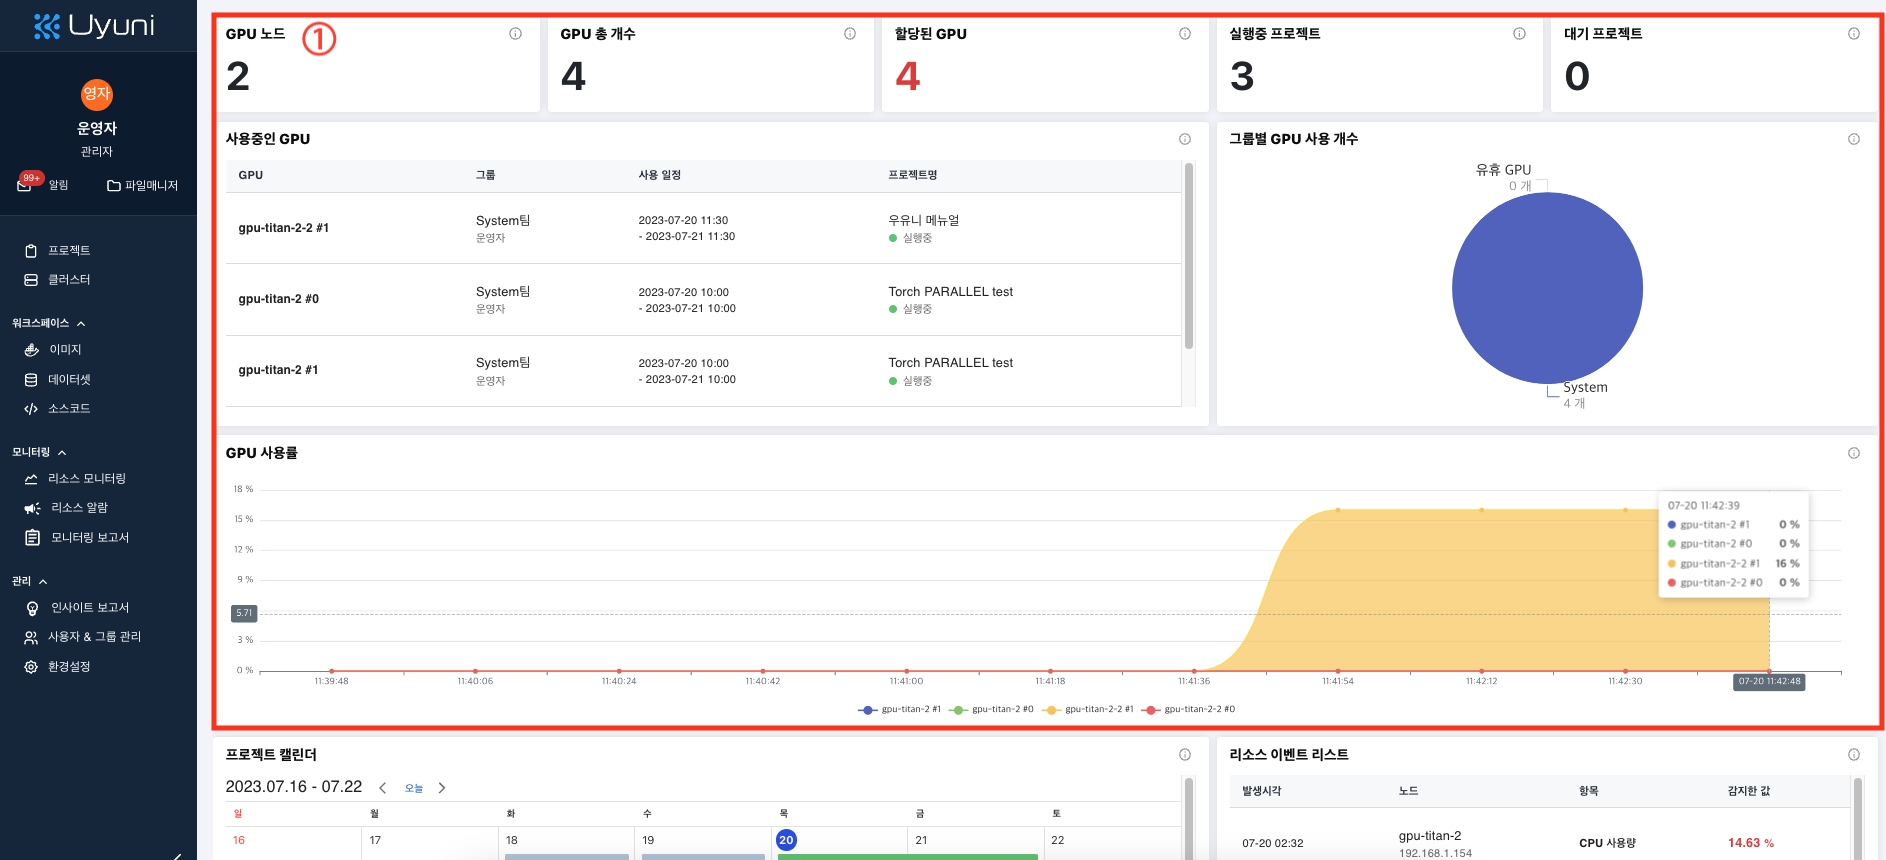 Uyuni
영자
운영자
관리자
99+
알림
파일매니저
프로젝트
클러스터
워크스페이스
이미지
데이터셋
소스코드
모니터링
리소스 모니터링
리소스 알람
모니터링 보고서
관리
인사이트 보고서
사용자 & 그룹 관리
환경설정
GPU 노드
①
2
GPU 총 개수
4
할당된 GPU
4
실행중 프로젝트
3
대기 프로젝트
0
사용중인 GPU
GPU 그룹 사용 일정 프로젝트명
gpu-titan-2-2 #1
System팀
운영자
2023-07-20 11:30
- 2023-07-21 11:30
우유니 메뉴얼
실행중
gpu-titan-2 #0
System팀
운영자
2023-07-20 10:00
- 2023-07-21 10:00
Torch PARALLEL test
실행중
gpu-titan-2 #1
System팀
운영자
2023-07-20 10:00
- 2023-07-21 10:00
Torch PARALLEL test
실행중
그룹별 GPU 사용 개수
유휴 GPU
0 개
System
4 개
GPU 사용률
18 %
15 %
12 %
9 %
5.71
3 %
0 %
11:39:48 11:40:06 11:40:24 11:40:42 11:41:00 11:41:18 11:41:36 11:41:54 11:42:12 11:42:30 07-20 11:42:48
07-20 11:42:39
gpu-titan-2 #1 0 %
gpu-titan-2 #0 0 %
gpu-titan-2-2 #1 16 %
gpu-titan-2-2 #0 0 %
gpu-titan-2 #1 gpu-titan-2 #0 gpu-titan-2-2 #1 gpu-titan-2-2 #0
프로젝트 캘린더
2023.07.16 - 07.22 오늘
일 월 화 수 목 금 토
16 17 18 19 20 21 22
리소스 이벤트 리스트
발생시각 노드 항목 감지한 값
07-20 02:32
gpu-titan-2
192.168.1.154
CPU 사용량
14.63 %